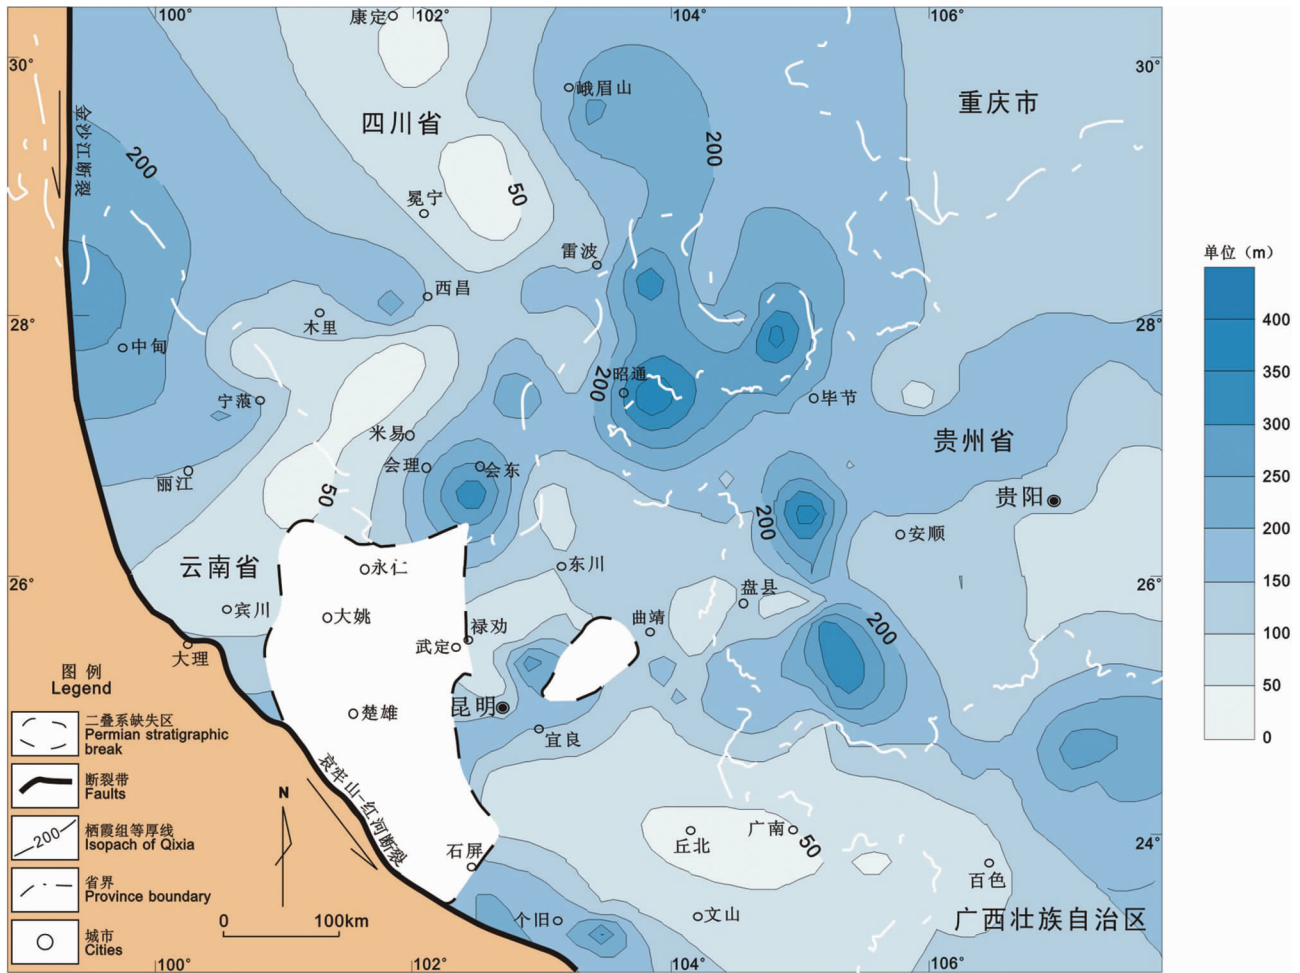 100°
102°
104°
106°
康定
30°
30°
峨眉山
重庆市
四川省
金沙江断裂
200
200
50
冕宁
雷波
单位（m）
西昌
木里
28°
28°
400
中甸
昭通
200
350
毕节
宁蒗
300
米易
贵州省
会理
会东
250
丽江
50
贵阳
200
安顺
200
云南省
永仁
东川
26°
26°
150
盘县
宾川
大姚
禄劝
曲靖
200
100
武定
大理
50
昆明
楚雄
宜良
0
图 例
Legend
二叠系缺失区
Permian stratigraphic
break
断裂带
Faults
哀牢山-红河断裂
N
200
栖霞组等厚线
Isopach of Qixia
石屏
丘北
广南
50
24°
百色
省界
Province boundary
0
100km
个旧
文山
广西壮族自治区
城市
Cities
100°
102°
104°
106°